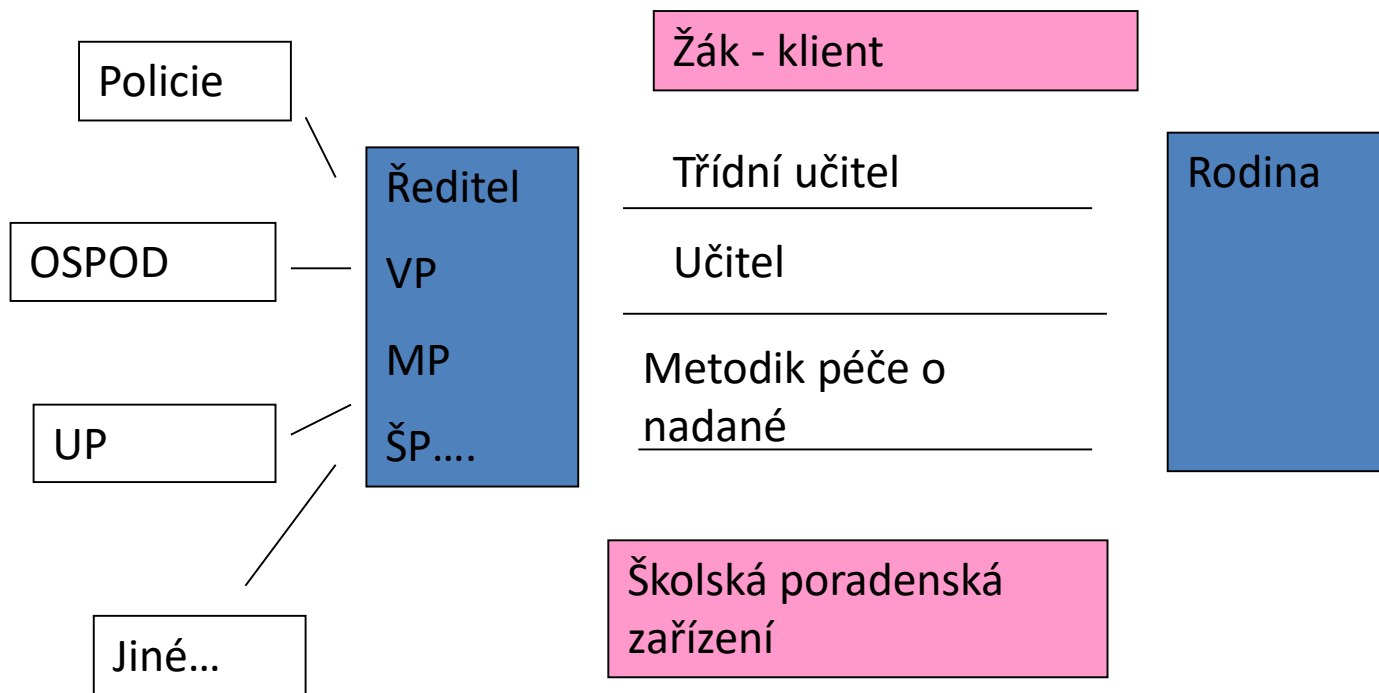 Žák - klient
Policie
Třídní učitel
Rodina
Ředitel
OSPOD
Učitel
VP
MP
Metodik péče o
nadané
UP
ŠP....
Školská poradenská
zařízení
Jiné...